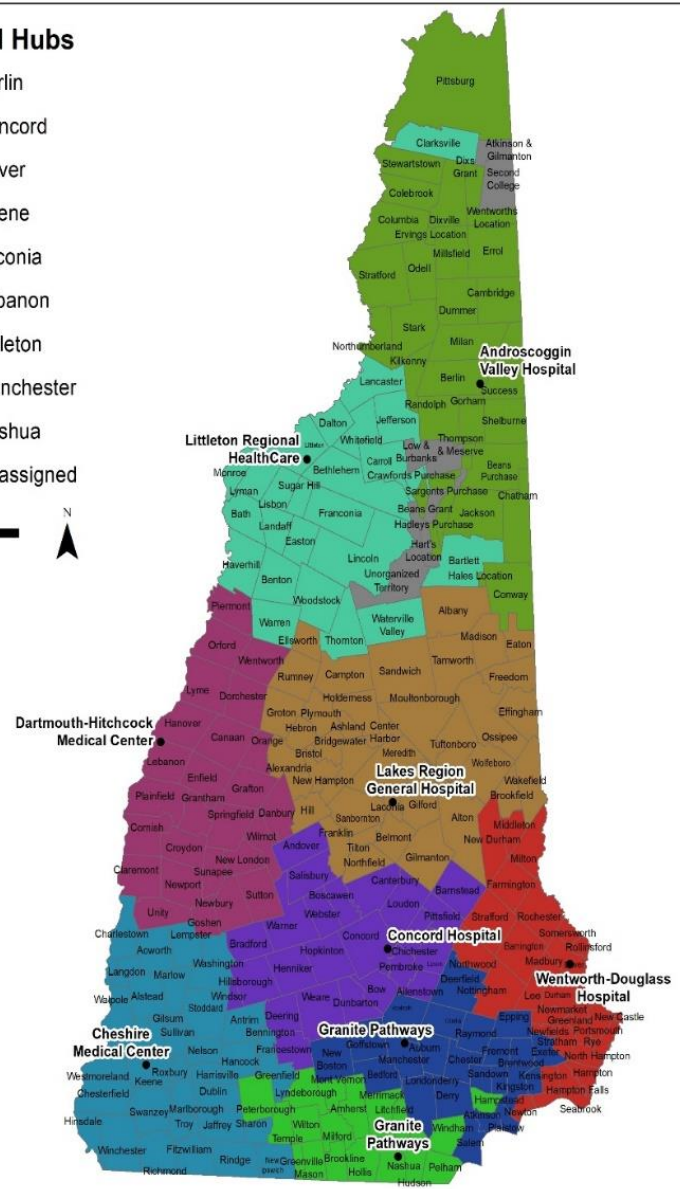 l Hubs
rlin
ncord
ver
ene
conia
banon
leton
nchester
shua
assigned
N
Pittsburg
Clarksville
Atkinson &
Gilmanton
Stewartstown
Dixs
Grant
Second
College
Colebrook
Wentworths
Location
Columbia
Dixville
Ervings Location
Millsfield
Errol
Odell
Stratford
Cambridge
Dummer
Stark
Milan
Northumberland
Kilkonny
Androscoggin
Valley Hospital
Lancaster
Berlin
Success
Randolph
Gorham
Shelburne
Jefferson
Dalton
Whitefield
Littleton Regional
HealthCare
Low &
Burbanks
Thompson
& Meserve
Carroll
Bethlehem
Crawfords Purchase
Beans
Purchase
Monroe
Sugar Hill
Lyman
Sargents Purchase
Chatham
Lisbon
Bath
Franconia
Beans Grant
Jackson
Landaff
Hadleys Purchase
Easton
Hart's
Location
Lincoln
Bartlett
Haverhill
Benton
Unorganized
Territory
Hales Location
Woodstock
Conway
Piermont
Warren
Waterville
Valley
Albany
Ellsworth
Thornton
Madison
Eaton
Orford
Wentworth
Tamworth
Rumney
Campton
Sandwich
Freedom
Lyme
Dorchester
Holderness
Moultonborough
Groton
Plymouth
Effingham
Dartmouth-Hitchcock
Medical Center
Hanover
Hebron
Ashland
Center
Harbor
Canaan
Orange
Bridgewater
Ossipee
Tuftonboro
Bristol
Meredith
Lebanon
Alexandria
Wolfeboro
Enfield
New Hampton
Lakes Region
General Hospital
Wakefield
Brookfield
Plainfield
Grantham
Grafton
Laconia
Gilford
Springfield
Danbury
Hill
Sanbornton
Alton
Middleton
Cornish
Wilmot
Franklin
Belmont
New Durham
Croydon
Andover
Tilton
Milton
New London
Northfield
Gilmanton
Claremont
Sunapee
Salisbury
Canterbury
Farmington
Newport
Sutton
Boscawen
Barnstead
Newbury
Loudon
Unity
Webster
Pittsfield
Strafford
Rochester
Goshen
Warner
Charlestown
Lempster
Concord
Concord Hospital
Somersworth
Bradford
Hopkinton
Chichester
Barrington
Rollinsford
Acworth
Washington
Northwood
Madbury
Langdon
Marlow
Henniker
Pembroke
Wentworth-Douglass
Hospital
Hillsborough
Deerfield
Bow
Allenstown
Nottingham
Lee
Durham
Walpole
Alstead
Windsor
Weare
Dunbarton
Stoddard
Newmarket
Gilsum
Antrim
Deering
Epping
Greenland
New Castle
Cheshire
Medical Center
Sullivan
Bennington
Granite Pathways
Raymond
Newfields
Portsmouth
Goffstown
Auburn
Stratham
Rye
Nelson
Francestown
New
Boston
Manchester
Chester
Fremont
Exeter
North Hampton
Roxbury
Hancock
Brentwood
Westmoreland
Keene
Harrisville
Greenfield
Mont Vernon
Bedford
Londonderry
Sandown
Kensington
Hampton
Chesterfield
Dublin
Lyndeborough
Merrimack
Derry
Kingston
Hampton Falls
Swanzey
Marlborough
Peterborough
Amherst
Litchfield
Hampstead
Seabrook
Hinsdale
Troy
Jaffrey
Sharon
Wilton
Granite
Pathways
Windham
Atkinson
Newton
Temple
Milford
Plaistow
Winchester
Fitzwilliam
Salem
Rindge
New
Ipswich
Greenville
Brookline
Nashua
Pelham
Richmond
Mason
Hollis
Hudson